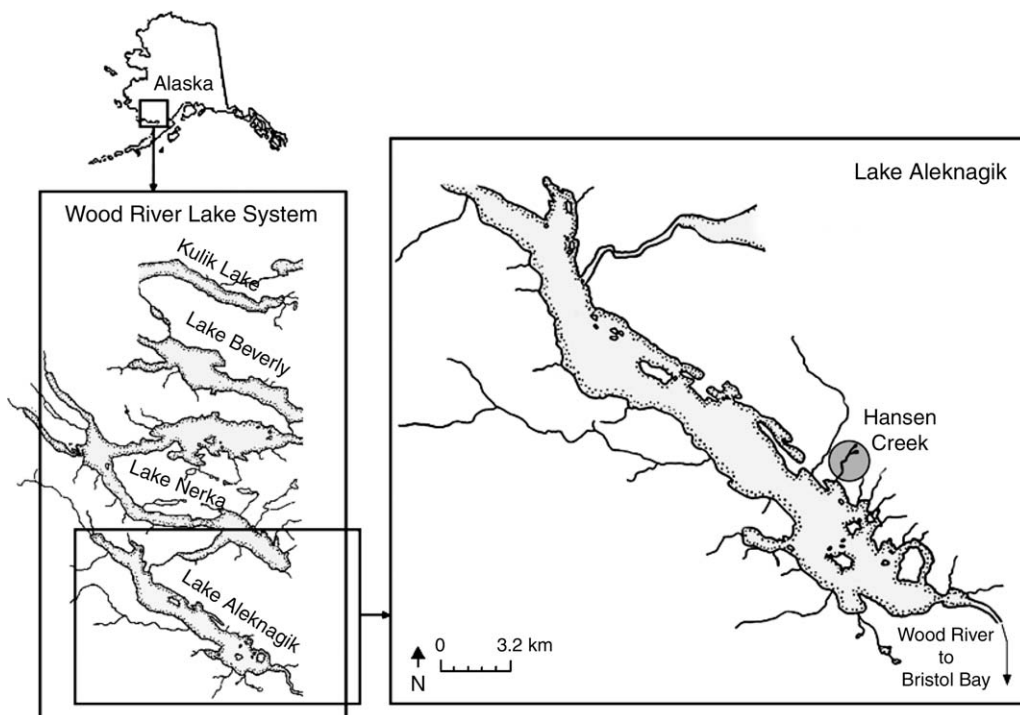 Alaska
Wood River Lake System
Kulik Lake
Lake Beverly
Lake Nerka
Lake Aleknagik
Lake Aleknagik
Hansen
Creek
0 3.2 km
N
Wood River
to
Bristol Bay